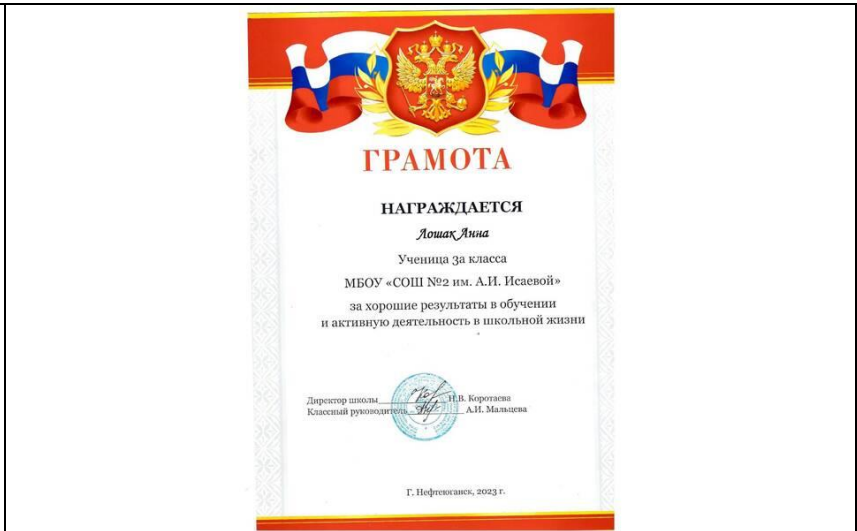 ГРАМОТА
НАГРАЖДАЕТСЯ
Лошак Анна
Ученица 3а класса
МБОУ «СОШ №2 им. А.И. Исаевой»
за хорошие результаты в обучении
и активную деятельность в школьной жизни
Директор школы Н.В. Коротаева
Классный руководитель А.И. Мальцева
Г. Нефтеюганск, 2023 г.